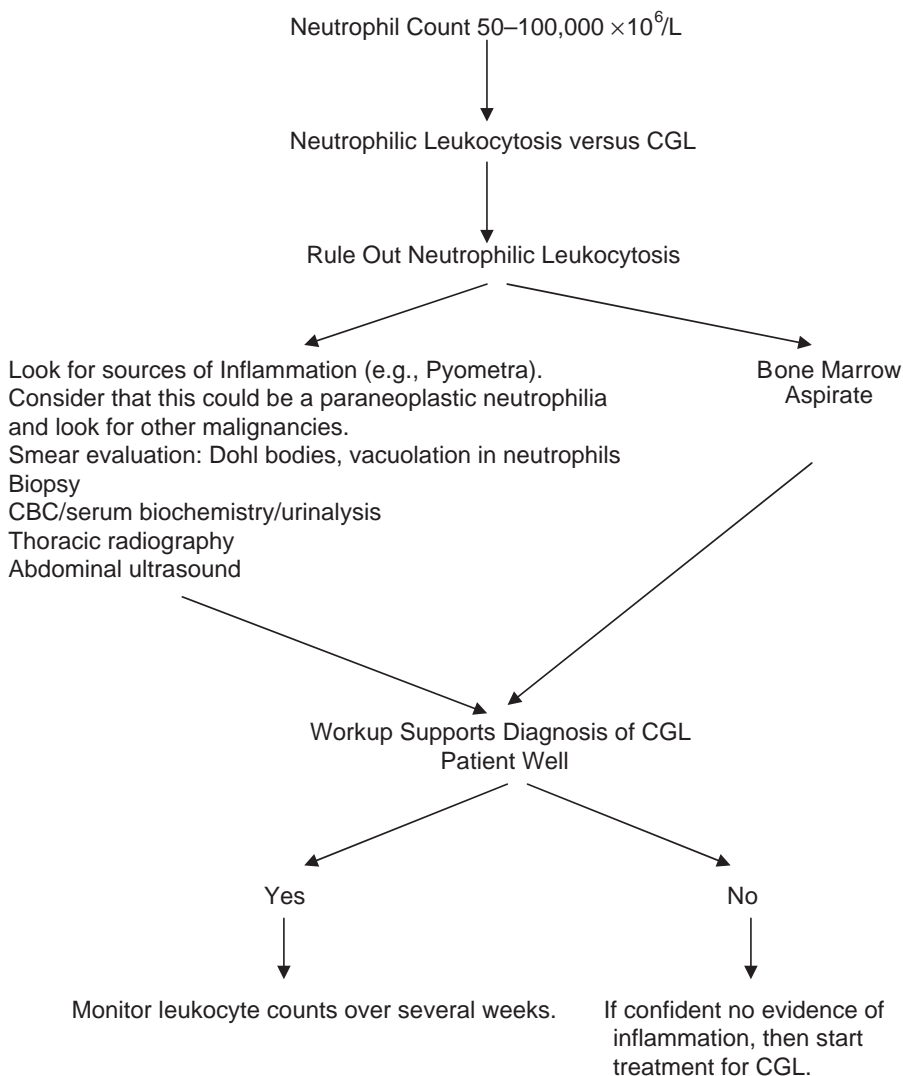 Neutrophil Count 50–100,000 ×10⁶/L
Neutrophilic Leukocytosis versus CGL
Rule Out Neutrophilic Leukocytosis
Look for sources of Inflammation (e.g., Pyometra).
Consider that this could be a paraneoplastic neutrophilia
and look for other malignancies.
Smear evaluation: Dohl bodies, vacuolation in neutrophils
Biopsy
CBC/serum biochemistry/urinalysis
Thoracic radiography
Abdominal ultrasound
Bone Marrow
Aspirate
Workup Supports Diagnosis of CGL
Patient Well
Yes
Monitor leukocyte counts over several weeks.
No
If confident no evidence of
inflammation, then start
treatment for CGL.